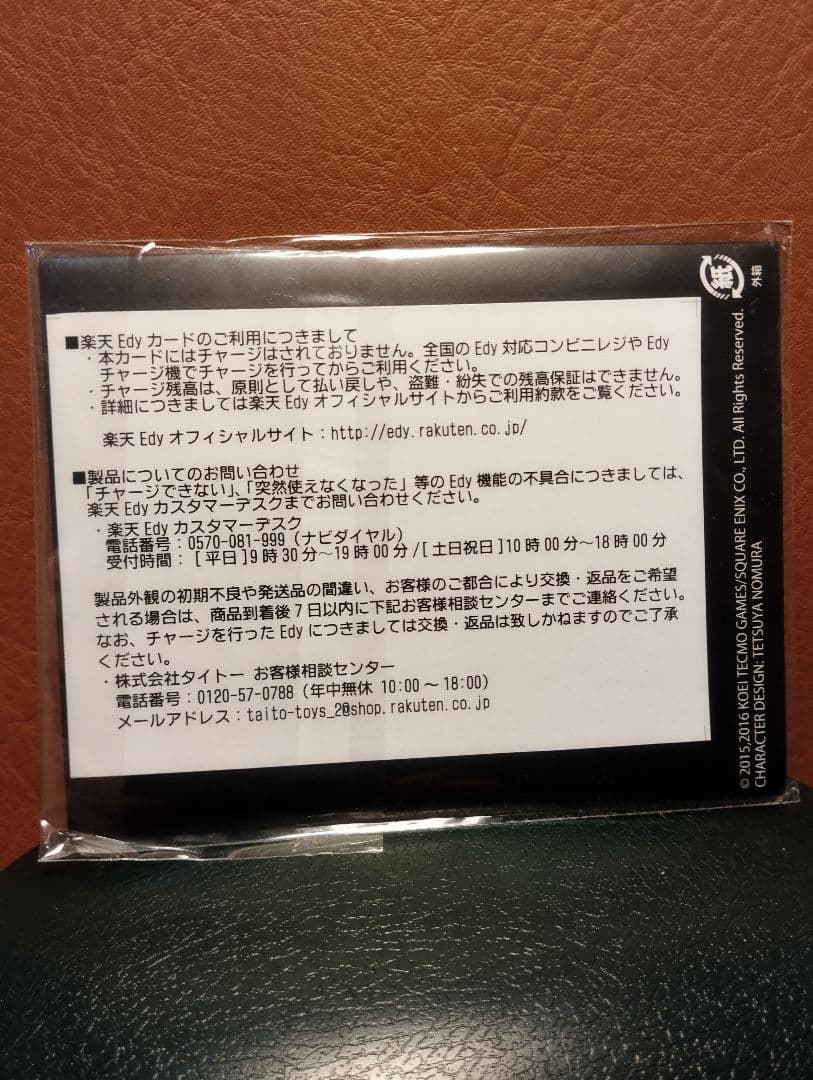 ■楽天 Edy カードのご利用につきまして
・本カードにはチャージはされておりません。全国の Edy 対応コンビニレジや Edy
チャージ機でチャージを行ってからご利用ください。
・チャージ残高は、原則として払い戻しや、盗難・紛失での残高保証はできません。
・詳細につきましては楽天 Edy オフィシャルサイトからご利用約款をご覧ください。
楽天 Edy オフィシャルサイト：http://edy.rakuten.co.jp/
■製品についてのお問い合わせ
「チャージできない」、「突然使えなくなった」等の Edy 機能の不具合につきましては、
楽天 Edy カスタマーデスクまでお問い合わせください。
・楽天 Edy カスタマーデスク
電話番号：0570-081-999（ナビダイヤル）
受付時間：[平日]9時30分～19時00分/[土日祝日]10時00分～18時00分
製品外観の初期不良や発送品の間違い、お客様のご都合により交換・返品をご希望
される場合は、商品到着後7日以内に下記お客様相談センターまでご連絡ください。
なお、チャージを行った Edy につきましては交換・返品は致しかねますのでご了承
ください。
・株式会社タイトー お客様相談センター
電話番号：0120-57-0788（年中無休 10:00～18:00）
メールアドレス：taito-toys_2@shop.rakuten.co.jp
紙
外箱
© 2015,2016 KOEI TECMO GAMES/SQUARE ENIX CO., LTD. All Rights Reserved.
CHARACTER DESIGN: TETSUYA NOMURA